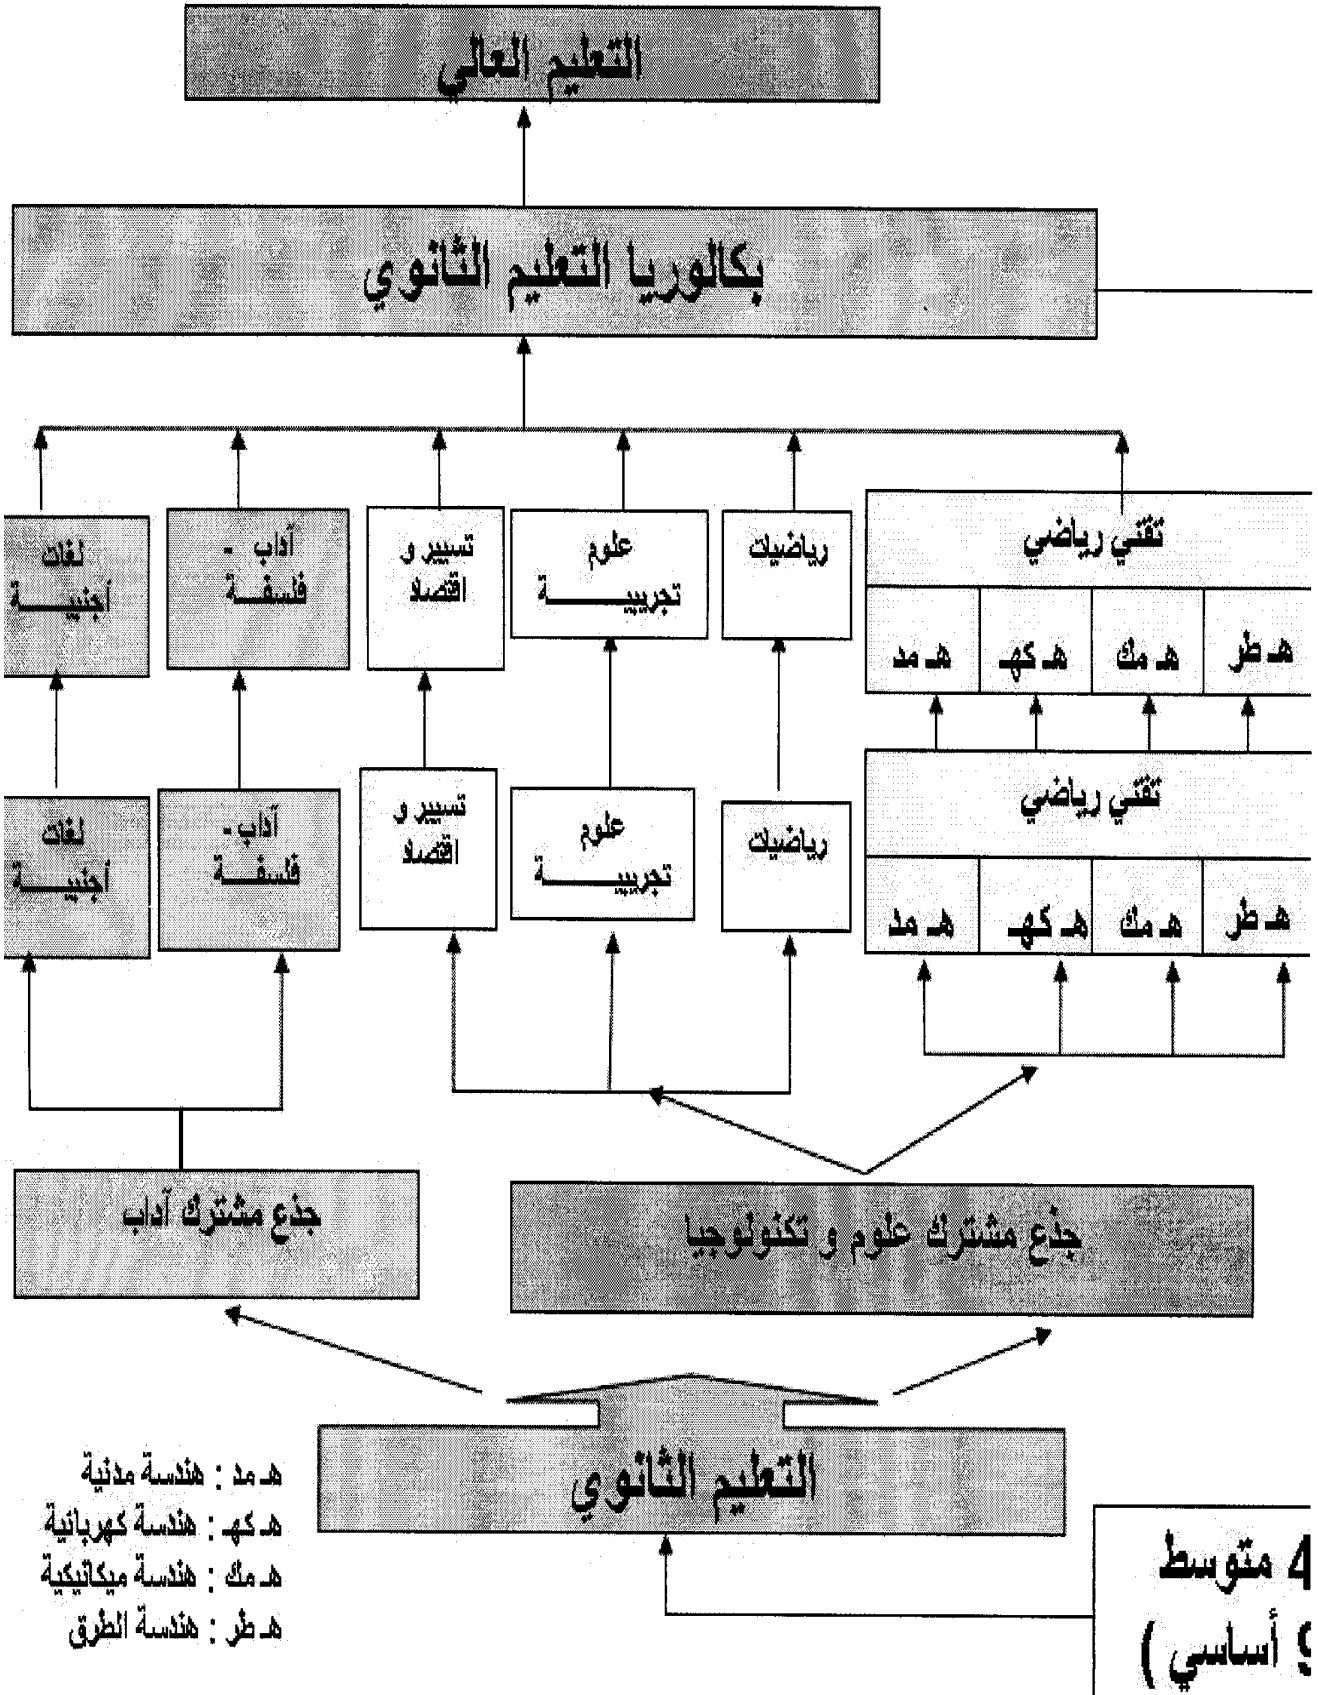 التعليم العالي
بكالوريا التعليم الثانوي
تقني رياضي
هـ طر
هـ مك
هـ كهـ
هـ مد
رياضيات
علوم
تجريبيـــــــة
تسيير و
اقتصاد
آداب -
فلسفـــة
لغات
أجنبيـــــة
تقني رياضي
هـ طر
هـ مك
هـ كهـ
هـ مد
رياضيات
علوم
تجريبيـــــــة
تسيير و
اقتصاد
آداب -
فلسفـــة
لغات
أجنبيـــــة
جذع مشترك علوم و تكنولوجيا
جذع مشترك آداب
التعليم الثانوي
4 متوسط
أساسي )
هـ مد : هندسة مدنية
هـ كهـ : هندسة كهربائية
هـ مك : هندسة ميكانيكية
هـ طر : هندسة الطرق